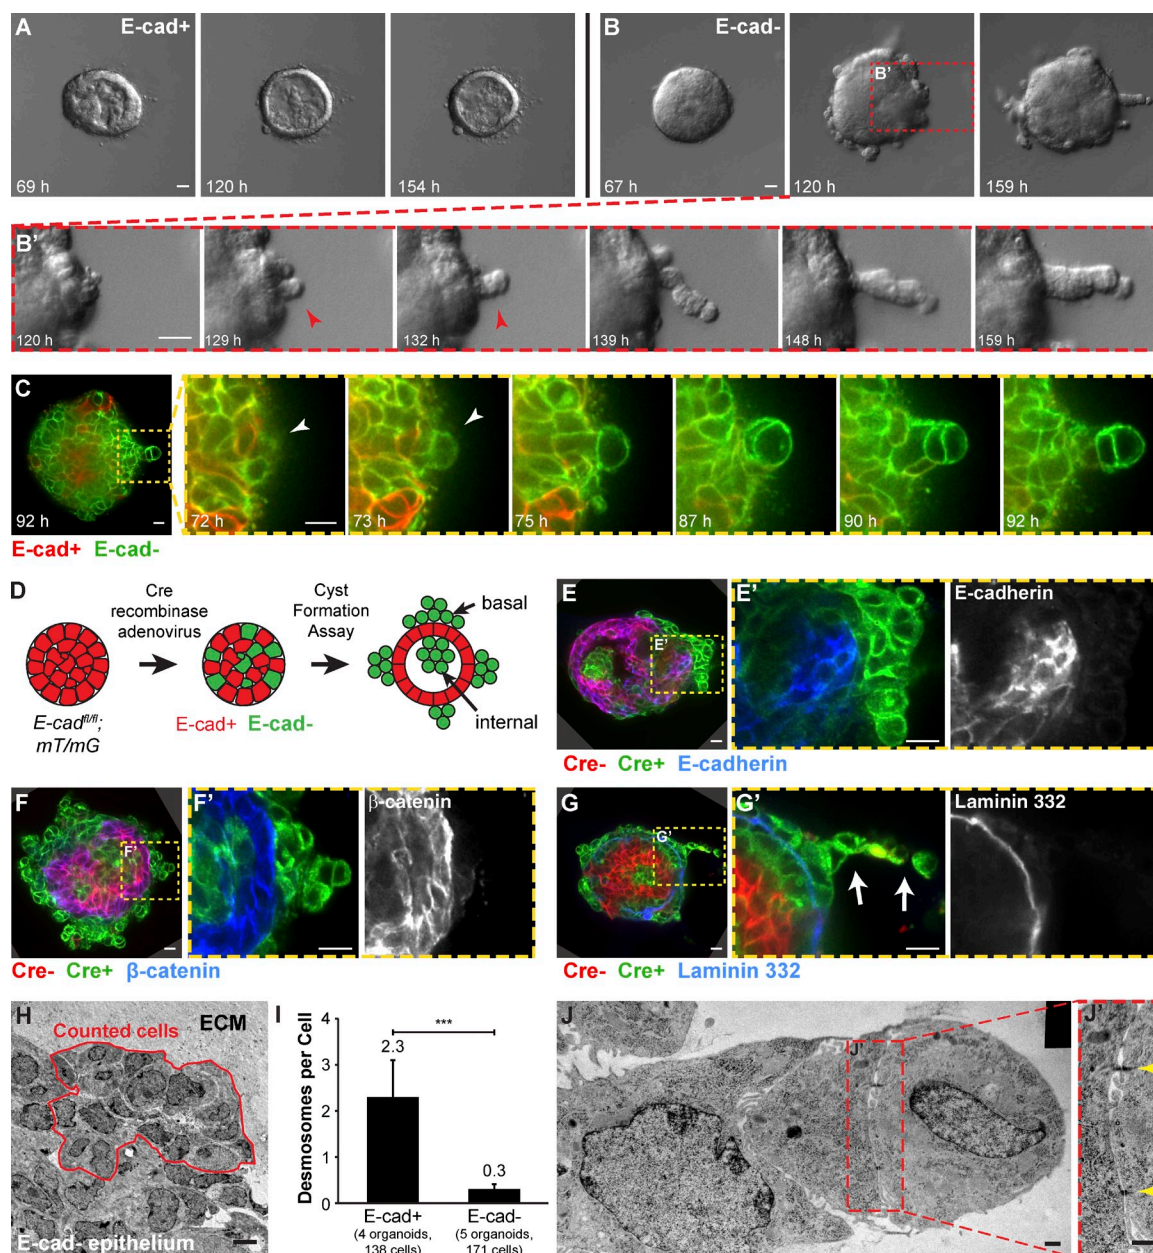 A E-cad+
69 h
120 h
154 h
B E-cad-
67 h
B'
120 h
159 h
B'
120 h
129 h
132 h
139 h
148 h
159 h
C
92 h
72 h
73 h
75 h
87 h
90 h
92 h
E-cad+ E-cad-
D
Cre
recombinase
adenovirus
Cyst
Formation
Assay
basal
internal
E-cadfl/fl;
mT/mG
E-cad+ E-cad-
E
E'
E'
E-cadherin
Cre- Cre+ E-cadherin
F
F'
F'
β-catenin
Cre- Cre+ β-catenin
G
G'
G'
Laminin 332
Cre- Cre+ Laminin 332
H
Counted cells
ECM
E-cad- epithelium
I
Desmosomes per Cell
4
3
2
1
0
***
2.3
0.3
E-cad+
(4 organoids,
138 cells)
E-cad-
(5 organoids,
171 cells)
J
J'
J'